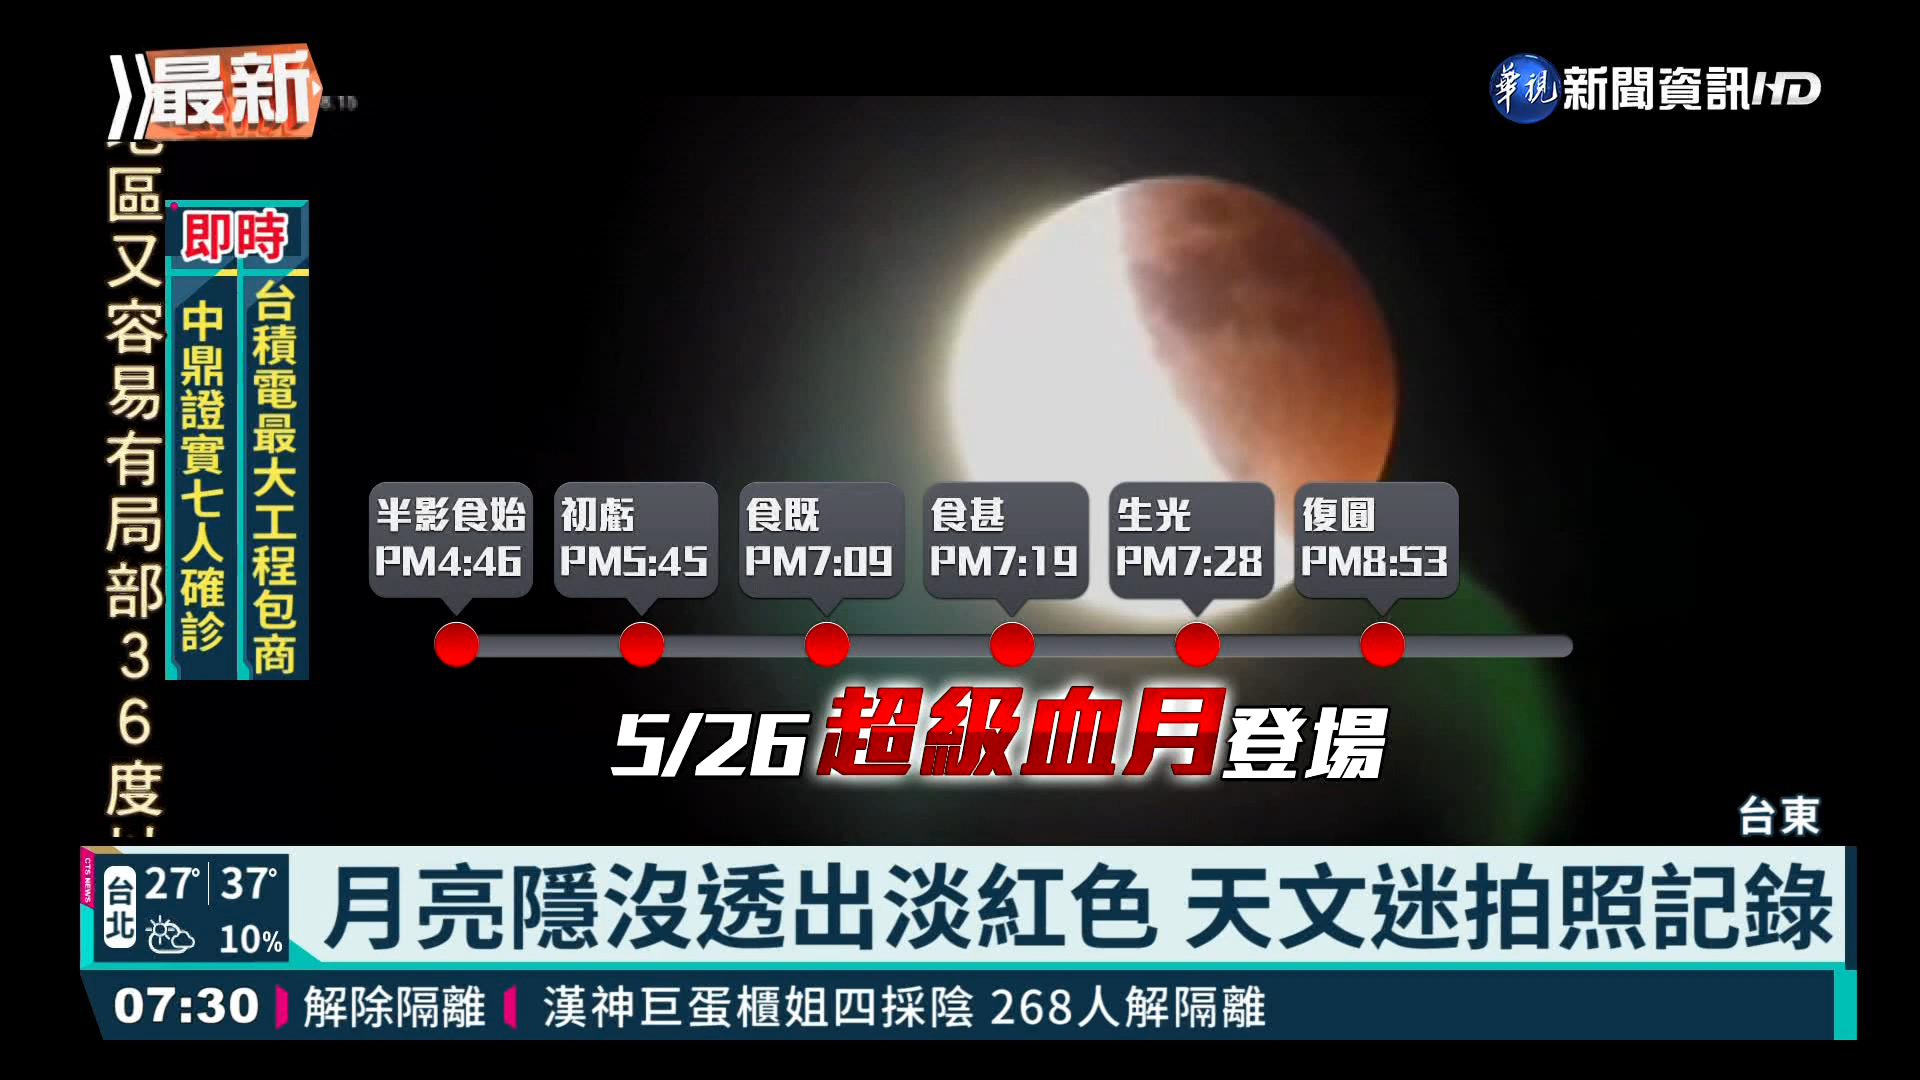 最新
華視 新聞資訊HD
區又容易有局部36度
即時
台積電最大工程包商
中鼎證實七人確診
半影食始
PM4:46
初虧
PM5:45
食既
PM7:09
食甚
PM7:19
生光
PM7:28
復圓
PM8:53
5/26超級血月登場
台東
CTS NEWS
台北
27° 37°
10%
月亮隱沒透出淡紅色 天文迷拍照記錄
07:30 解除隔離 漢神巨蛋櫃姐四採陰 268人解隔離